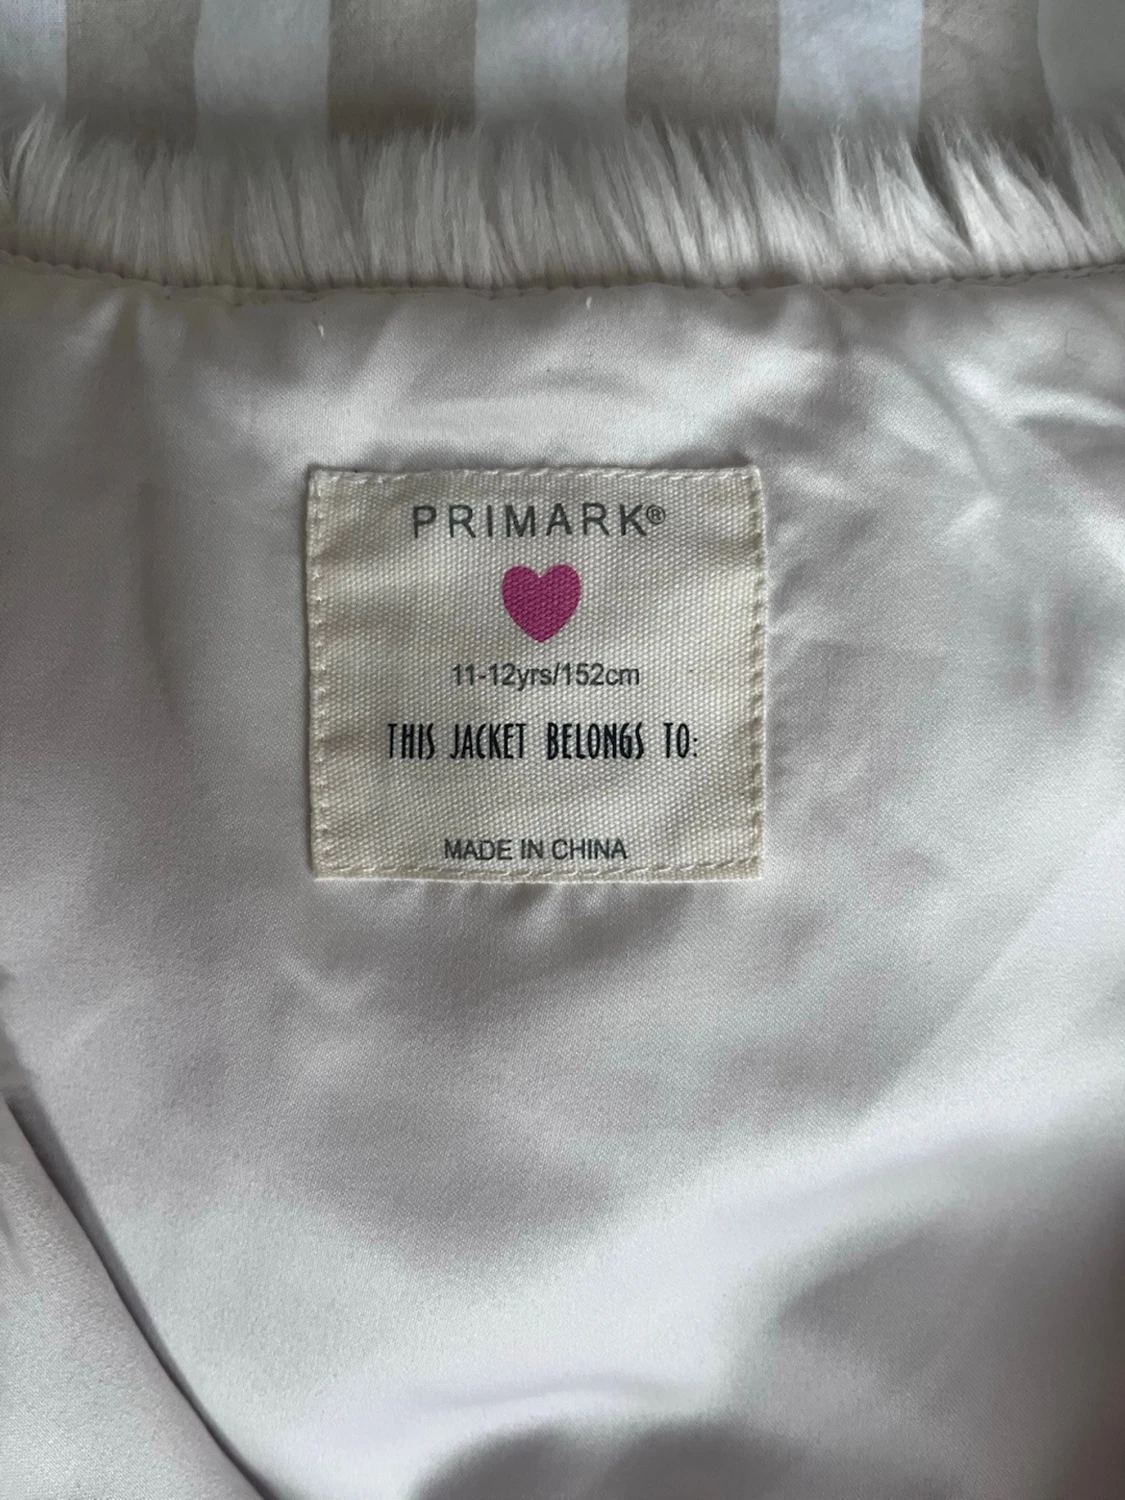 PRIMARK®
11-12yrs/152cm
THIS JACKET BELONGS TO:
MADE IN CHINA